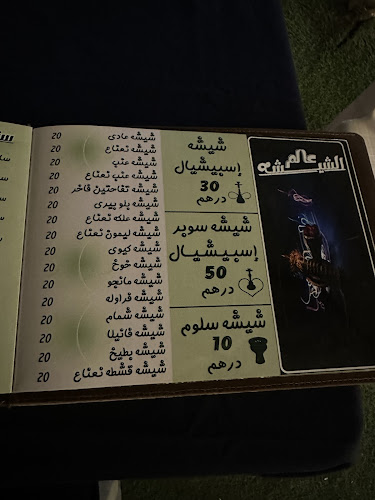 عالم
الشيشه
شيشه
إسبيشيال
30
درهم
شيشه سوبر
إسبيشيال
50
درهم
شيشه سلوم
10
درهم
شيشه عادي 20
شيشه نعناع 20
شيشه عنب 20
شيشه عنب نعناع 20
شيشه تفاحتين فاخر 20
شيشه بلو بيري 20
شيشه علكه نعناع 20
شيشه ليمون نعناع 20
شيشه كيوي 20
شيشه خوخ 20
شيشه مانجو 20
شيشه فراوله 20
شيشه شمام 20
شيشه فانيلا 20
شيشه بطيخ 20
شيشه قشطه نعناع 20